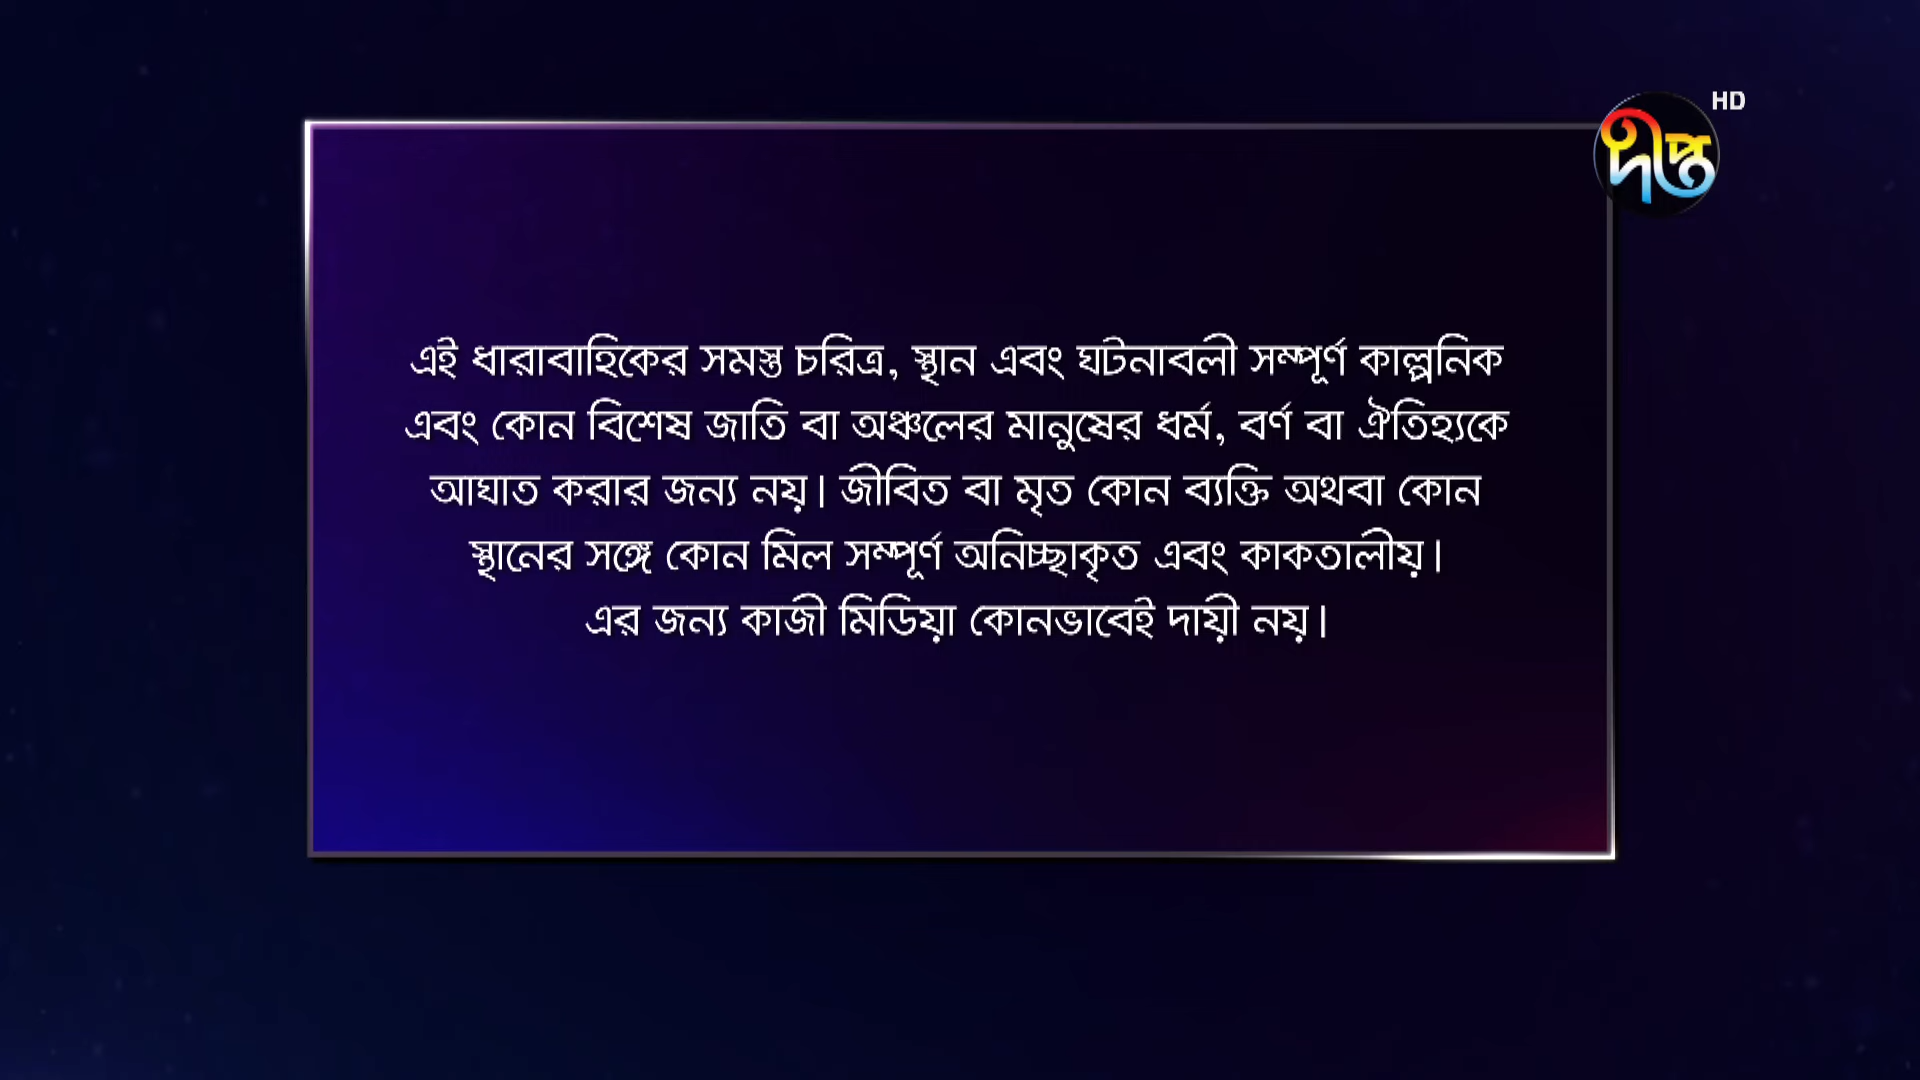 HD
দীপ্ত
এই ধারাবাহিকের সমস্ত চরিত্র, স্থান এবং ঘটনাবলী সম্পূর্ণ কাল্পনিক
এবং কোন বিশেষ জাতি বা অঞ্চলের মানুষের ধর্ম, বর্ণ বা ঐতিহ্যকে
আঘাত করার জন্য নয়। জীবিত বা মৃত কোন ব্যক্তি অথবা কোন
স্থানের সঙ্গে কোন মিল সম্পূর্ণ অনিচ্ছাকৃত এবং কাকতালীয়।
এর জন্য কাজী মিডিয়া কোনভাবেই দায়ী নয়।